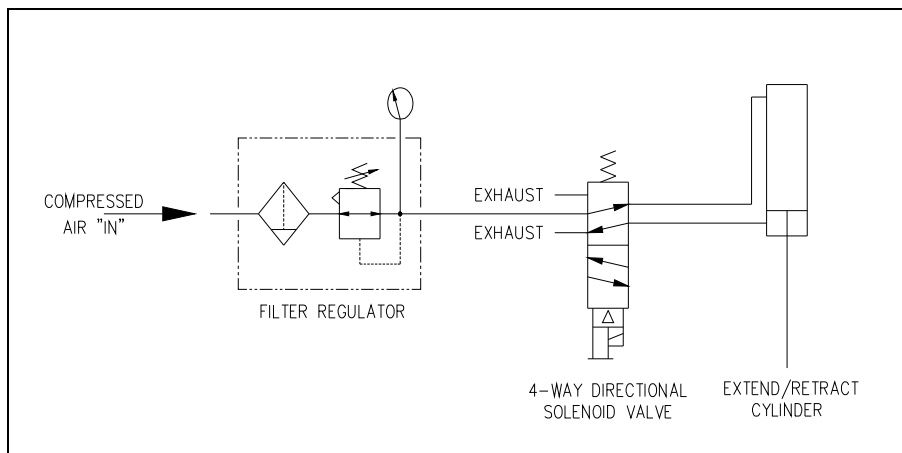 COMPRESSED
AIR "IN"
FILTER REGULATOR
EXHAUST
EXHAUST
4-WAY DIRECTIONAL
SOLENOID VALVE
EXTEND/RETRACT
CYLINDER